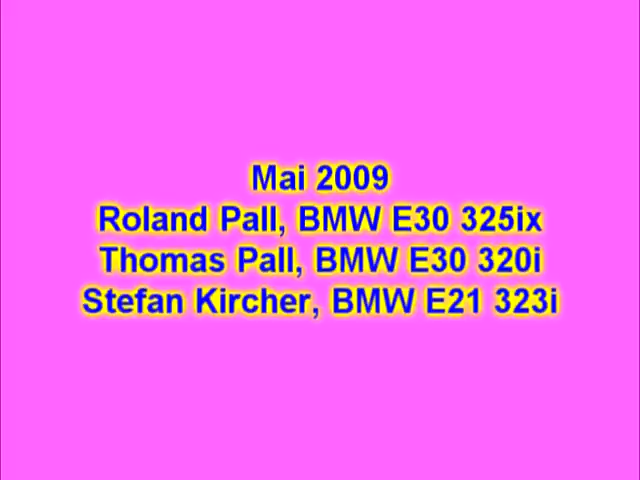 Mai 2009
Roland Pall, BMW E30 325ix
Thomas Pall, BMW E30 320i
Stefan Kircher, BMW E21 323i